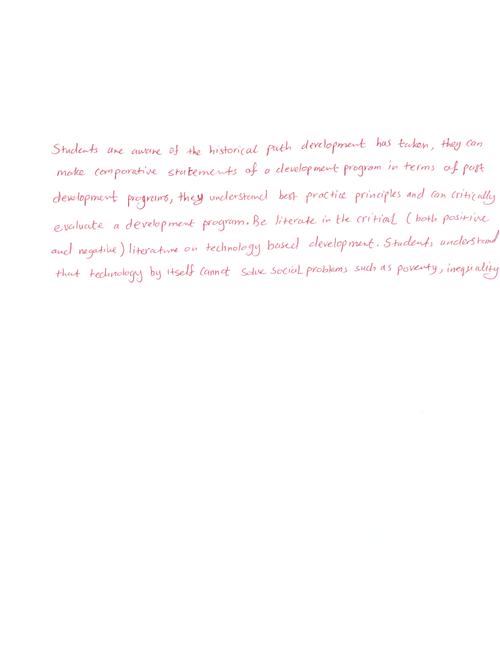 Students are aware of the historical path development has taken, they can
make comparative statements of a development program in terms of past
development programs, they understand best practice principles and can critically
evaluate a development program. Be literate in the critical (both positive
and negative) literature on technology based development. Students understand
that technology by itself cannot solve social problems such as poverty, inequality